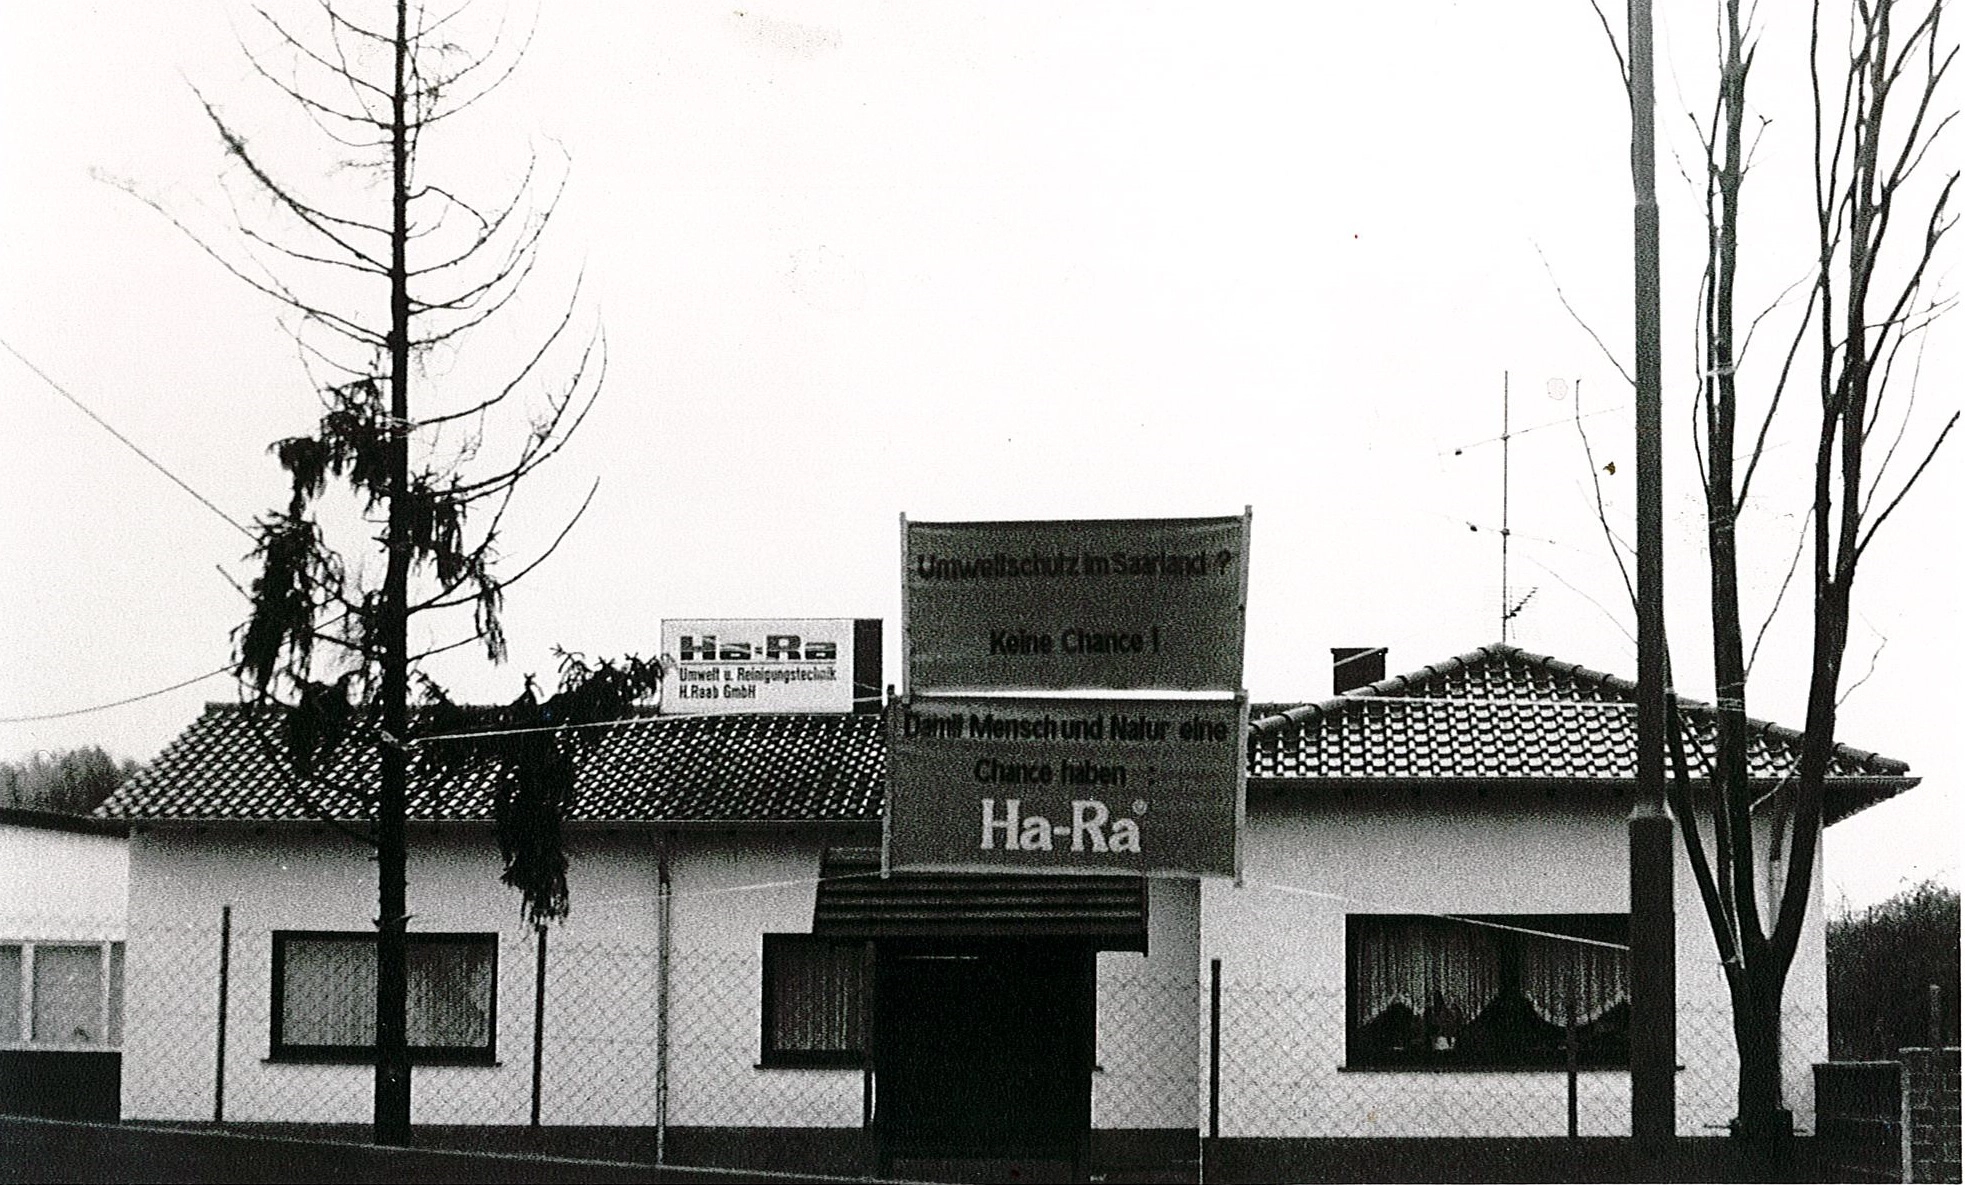 Ha-Ra
Umwelt u. Reinigungstechnik
H.Raab GmbH
Umweltschutz im Saarland ?
Keine Chance !
Damit Mensch und Natur eine
Chance haben :
Ha-Ra®